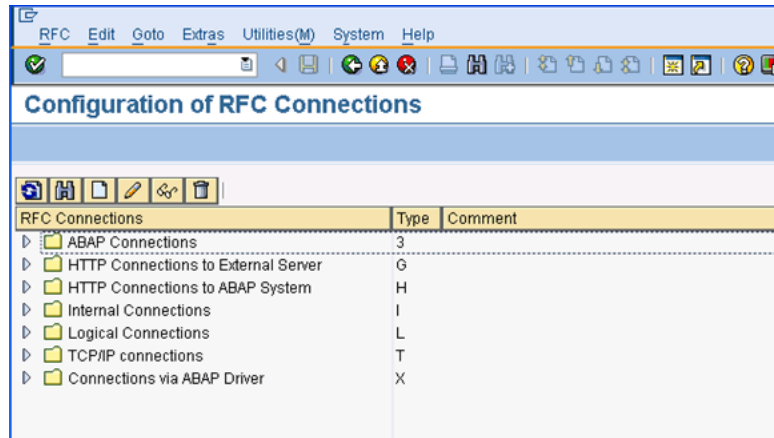 RFC Edit Goto Extras Utilities(M) System Help
Configuration of RFC Connections
RFC Connections Type Comment
ABAP Connections 3
HTTP Connections to External Server G
HTTP Connections to ABAP System H
Internal Connections I
Logical Connections L
TCP/IP connections T
Connections via ABAP Driver X